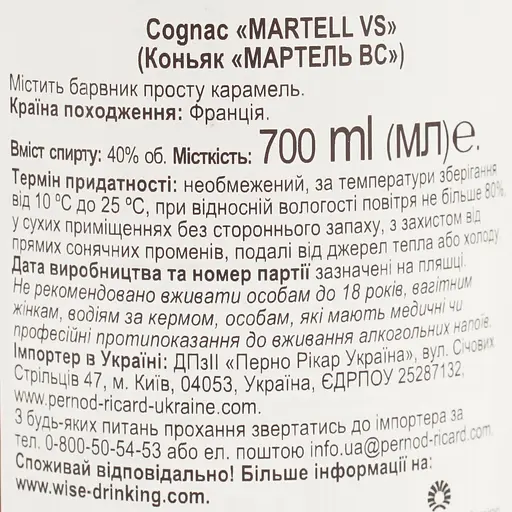 Cognac «MARTELL VS»
(Коньяк «МАРТЕЛЬ ВС»)
Містить барвник просту карамель.
Країна походження: Франція.
Вміст спирту: 40% об. Місткість: 700 ml (мл)е.
Термін придатності: необмежений, за температури зберігання
від 10 ºС до 25 ºС, при відносній вологості повітря не більше 80%,
у сухих приміщеннях без стороннього запаху, з захистом від
прямих сонячних променів, подалі від джерел тепла або холоду.
Дата виробництва та номер партії зазначені на пляшці.
Не рекомендовано вживати особам до 18 років, вагітним
жінкам, водіям за кермом, особам, які мають медичні чи
професійні протипоказання до вживання алкогольних напоїв.
Імпортер в Україні: ДПзІІ «Перно Рікар Україна», вул. Січових
Стрільців 47, м. Київ, 04053, Україна, ЄДРПОУ 25287132,
www.pernod-ricard-ukraine.com.
З будь-яких питань прохання звертатись до імпортера за
тел. 0-800-50-54-53 або ел. поштою info.ua@pernod-ricard.com.
Споживай відповідально! Більше інформації на:
www.wise-drinking.com.